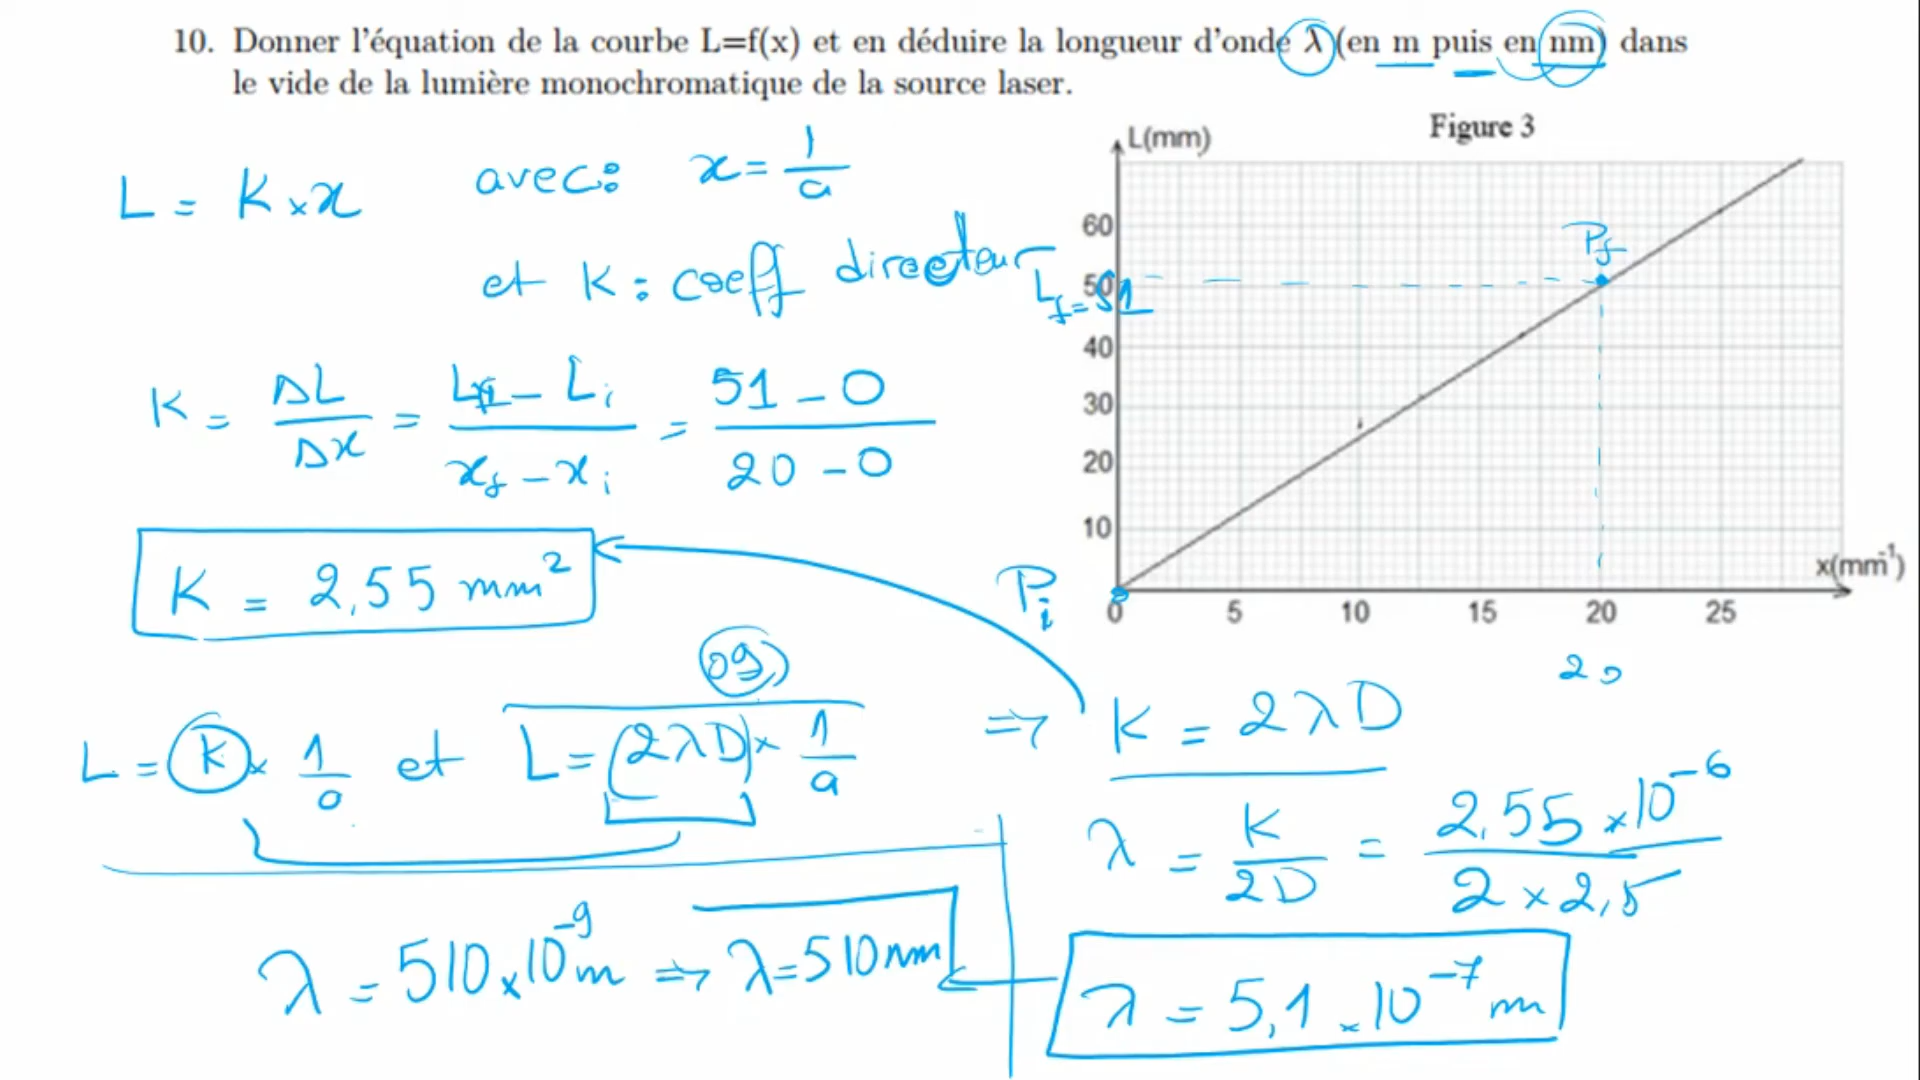 10. Donner l'équation de la courbe L=f(x) et en déduire la longueur d'onde λ (en m puis en nm) dans
le vide de la lumière monochromatique de la source laser.
L = K × x avec: x = 1/a
et K : coeff directeur
K = ΔL/Δx = (L - Li)/(xf - xi) = (51 - 0)/(20 - 0)
K = 2,55 mm²
09)
L = K × 1/a et L = (2λD) × 1/a ⇒ K = 2λD
λ = K/2D = 2,55 × 10⁻⁶/2 × 2,5
λ = 5,1 × 10⁻⁷ m
λ = 510 × 10⁻⁹ m ⇒ λ = 510 nm
Figure 3
L(mm)
60
50
40
30
20
10
Pf
Lf = 51
Pi
x(mm⁻¹)
0 5 10 15 20 25
20